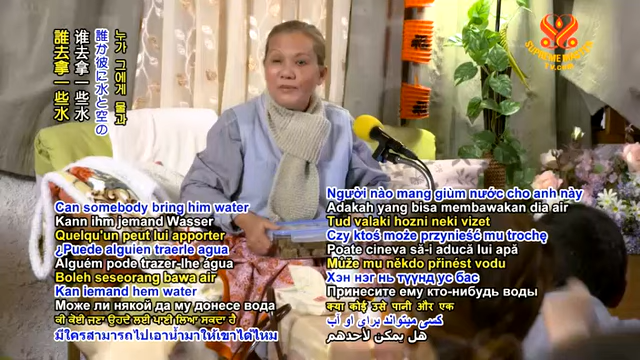 누가 그에게 물과
誰か彼に水と空の
谁去拿一些水
誰去拿一些水
SUPREME MASTER
TV.COM
Can somebody bring him water
Kann ihm jemand Wasser
Quelqu'un peut lui apporter
¿Puede alguien traerle agua
Alguém pode trazer-lhe água
Boleh seseorang bawa air
Kan iemand hem water
Може ли някой да му донесе вода
ਕੀ ਕੋਈ ਜਣਾ ਉਹਦੇ ਲਈ ਪਾਣੀ ਲਿਆ ਸਕਦਾ ਹੈ
มีใครสามารถไปเอาน้ำมาให้เขาได้ไหม
Người nào mang giùm nước cho anh này
Adakah yang bisa membawakan dia air
Tud valaki hozni neki vizet
Czy ktoś może przynieść mu trochę
Poate cineva să-i aducă lui apă
Může mu někdo přinést vodu
Хэн нэг нь түүнд ус бас
Принесите ему кто-нибудь воды
क्या कोई उसे पानी और एक
کسی میتواند برای او آب
هل يمكن لأحدهم